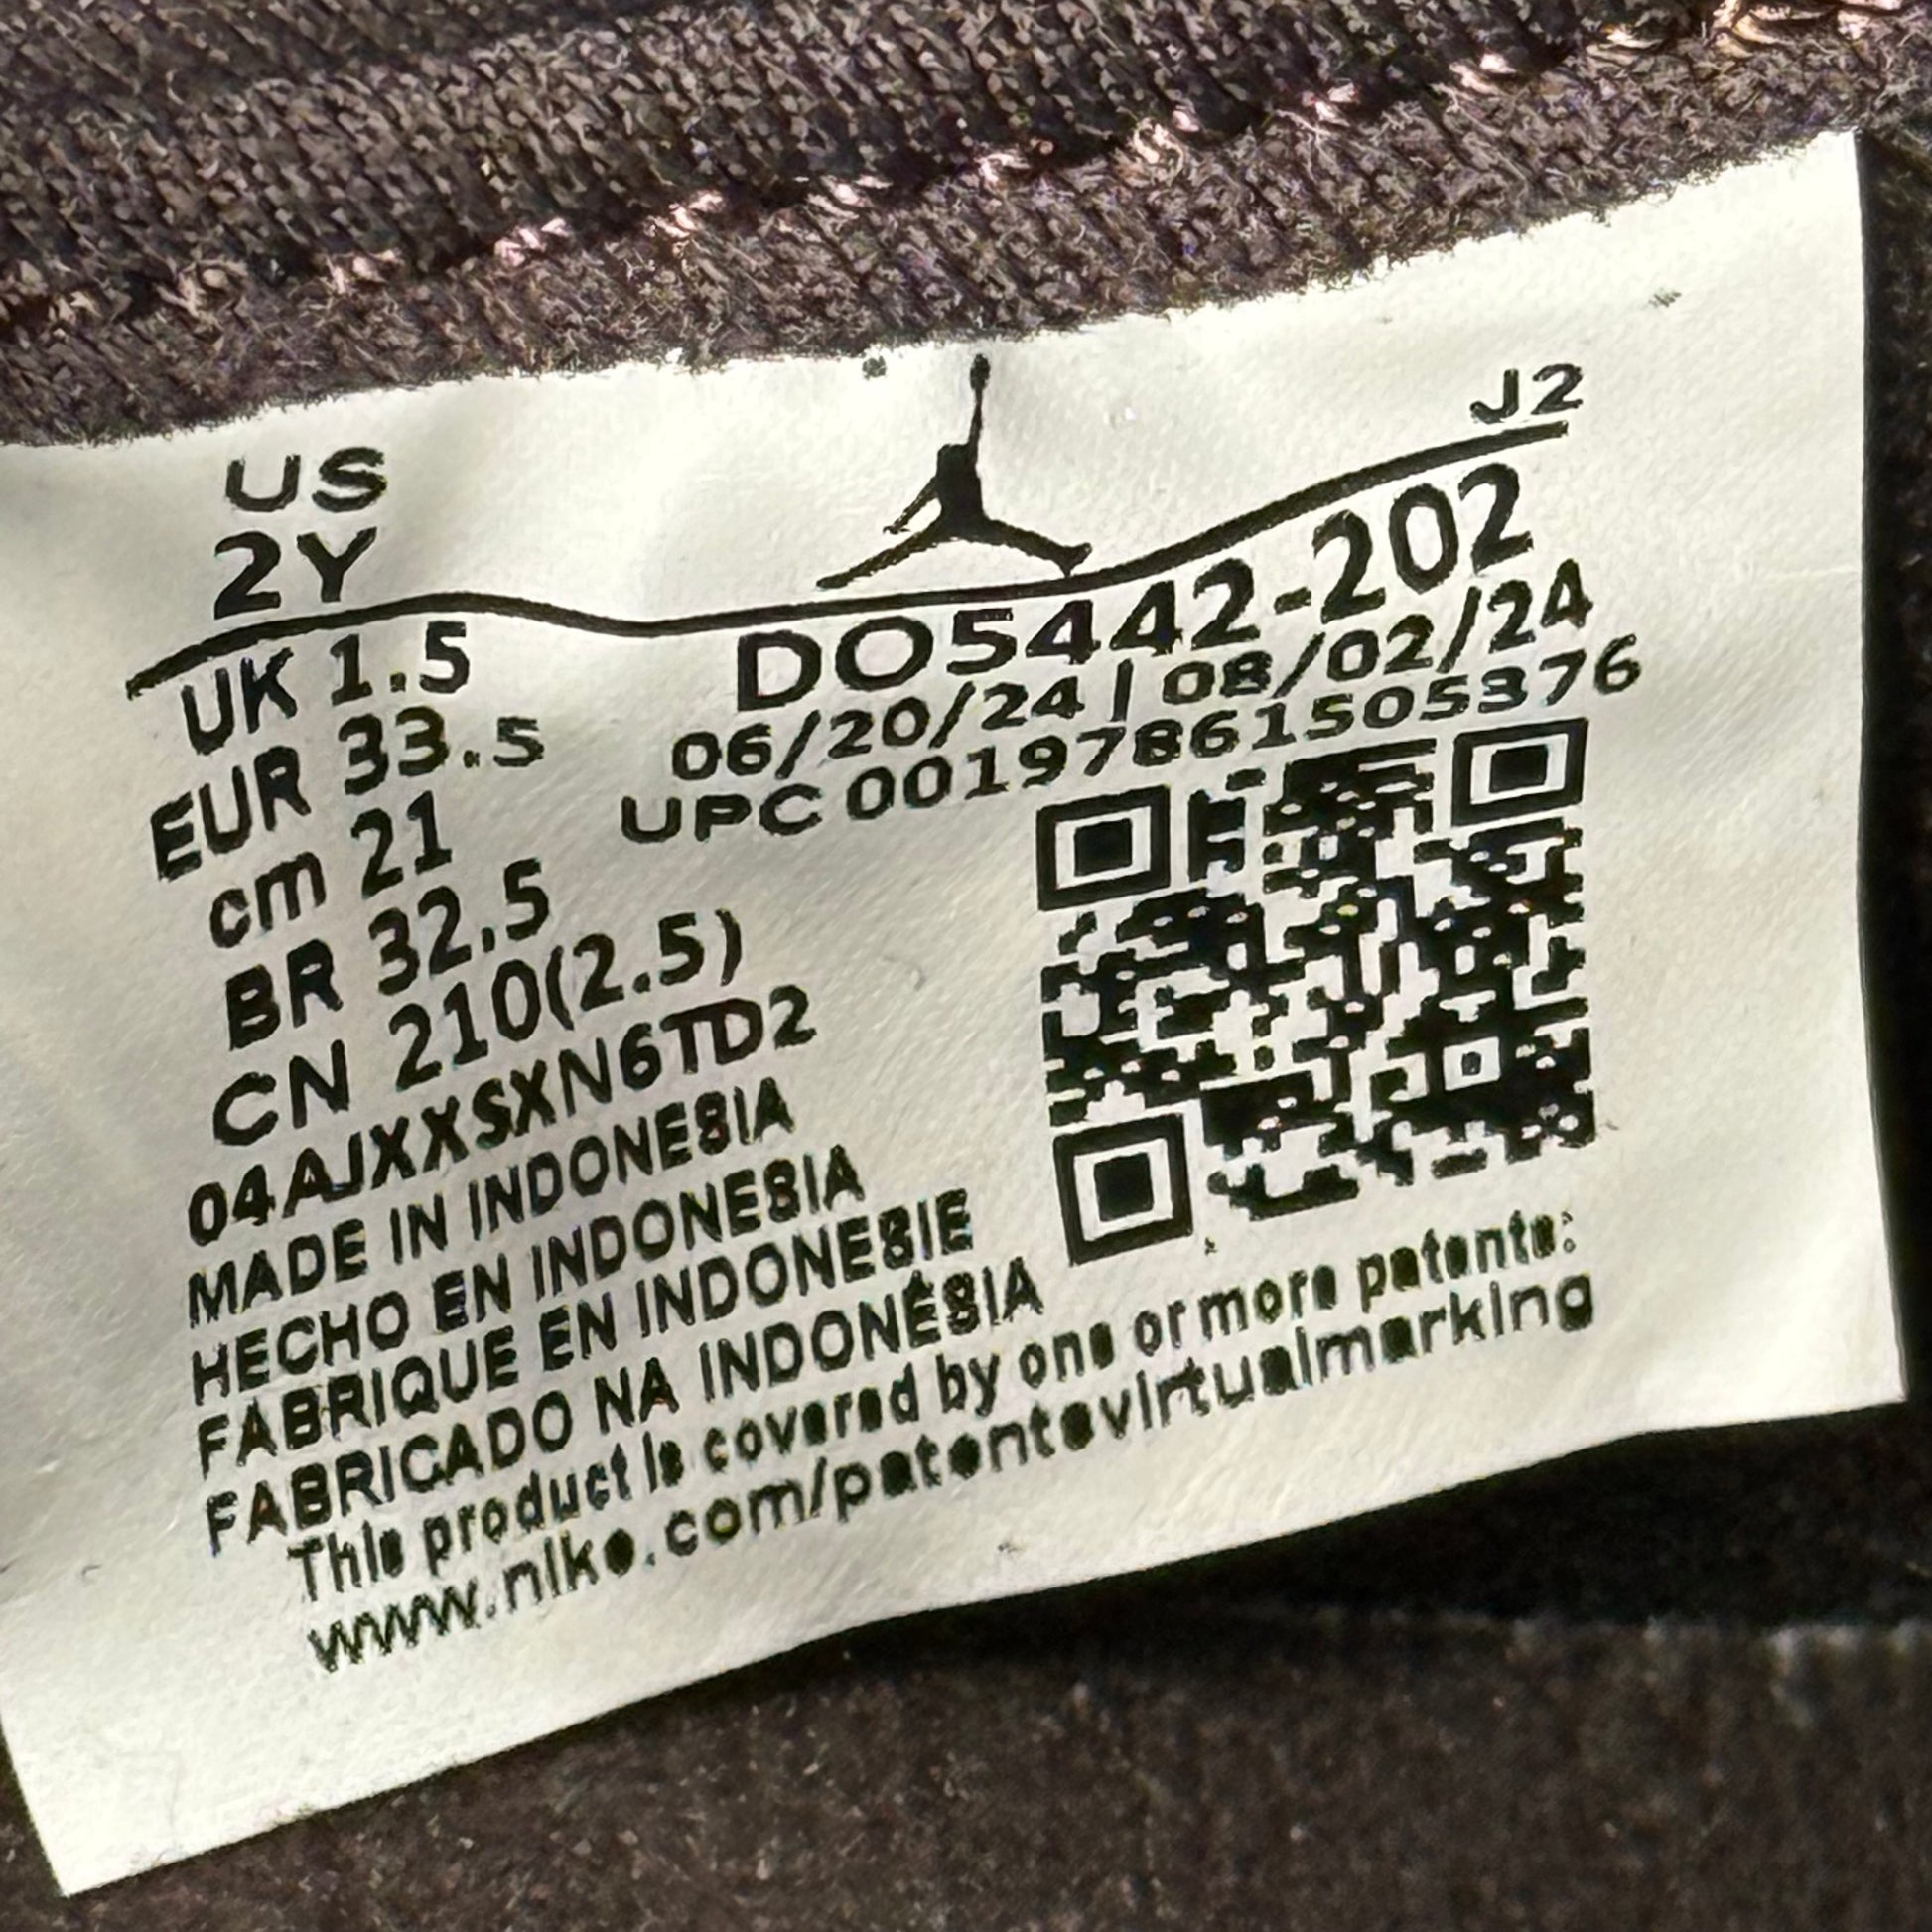 US
2Y
J2
UK 1.5
EUR 33.5
cm 21
BR 32.5
CN 210(2.5)
DO5442-202
06/20/24 | 08/02/24
UPC 00197861505376
04AJXXSXN6TD2
MADE IN INDONESIA
HECHO EN INDONESIA
FABRIQUE EN INDONESIE
FABRICADO NA INDONÉSIA
This product is covered by one or more patents:
www.nike.com/patentsvirtualmarking